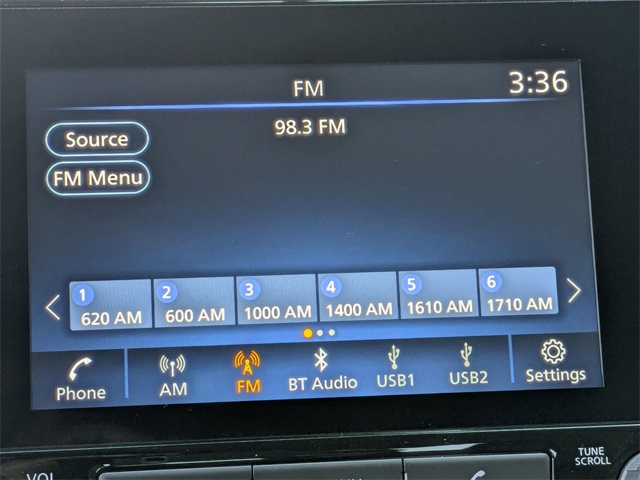 FM
3:36
98.3 FM
Source
FM Menu
1 2 3 4 5 6
620 AM 600 AM 1000 AM 1400 AM 1610 AM 1710 AM
Phone AM FM BT Audio USB1 USB2 Settings
TUNE
SCROLL
VOL